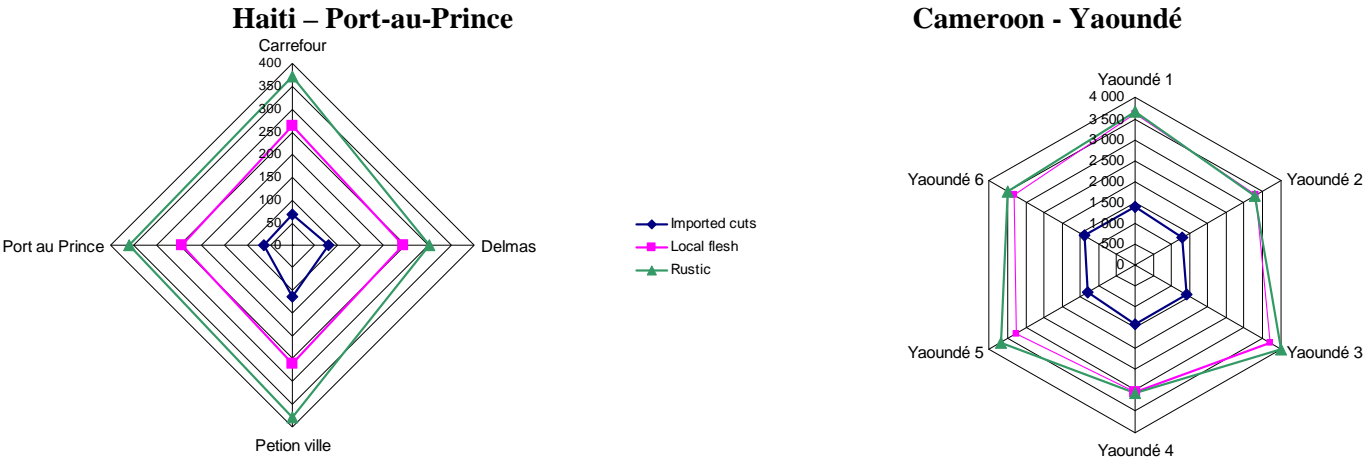 Haiti – Port-au-Prince
Carrefour
400
350
300
250
200
150
100
50
0
Port au Prince
Delmas
Petion ville
Imported cuts
Local flesh
Rustic
Cameroon - Yaoundé
Yaoundé 1
4 000
3 500
3 000
2 500
2 000
1 500
1 000
500
0
Yaoundé 6
Yaoundé 2
Yaoundé 5
Yaoundé 3
Yaoundé 4